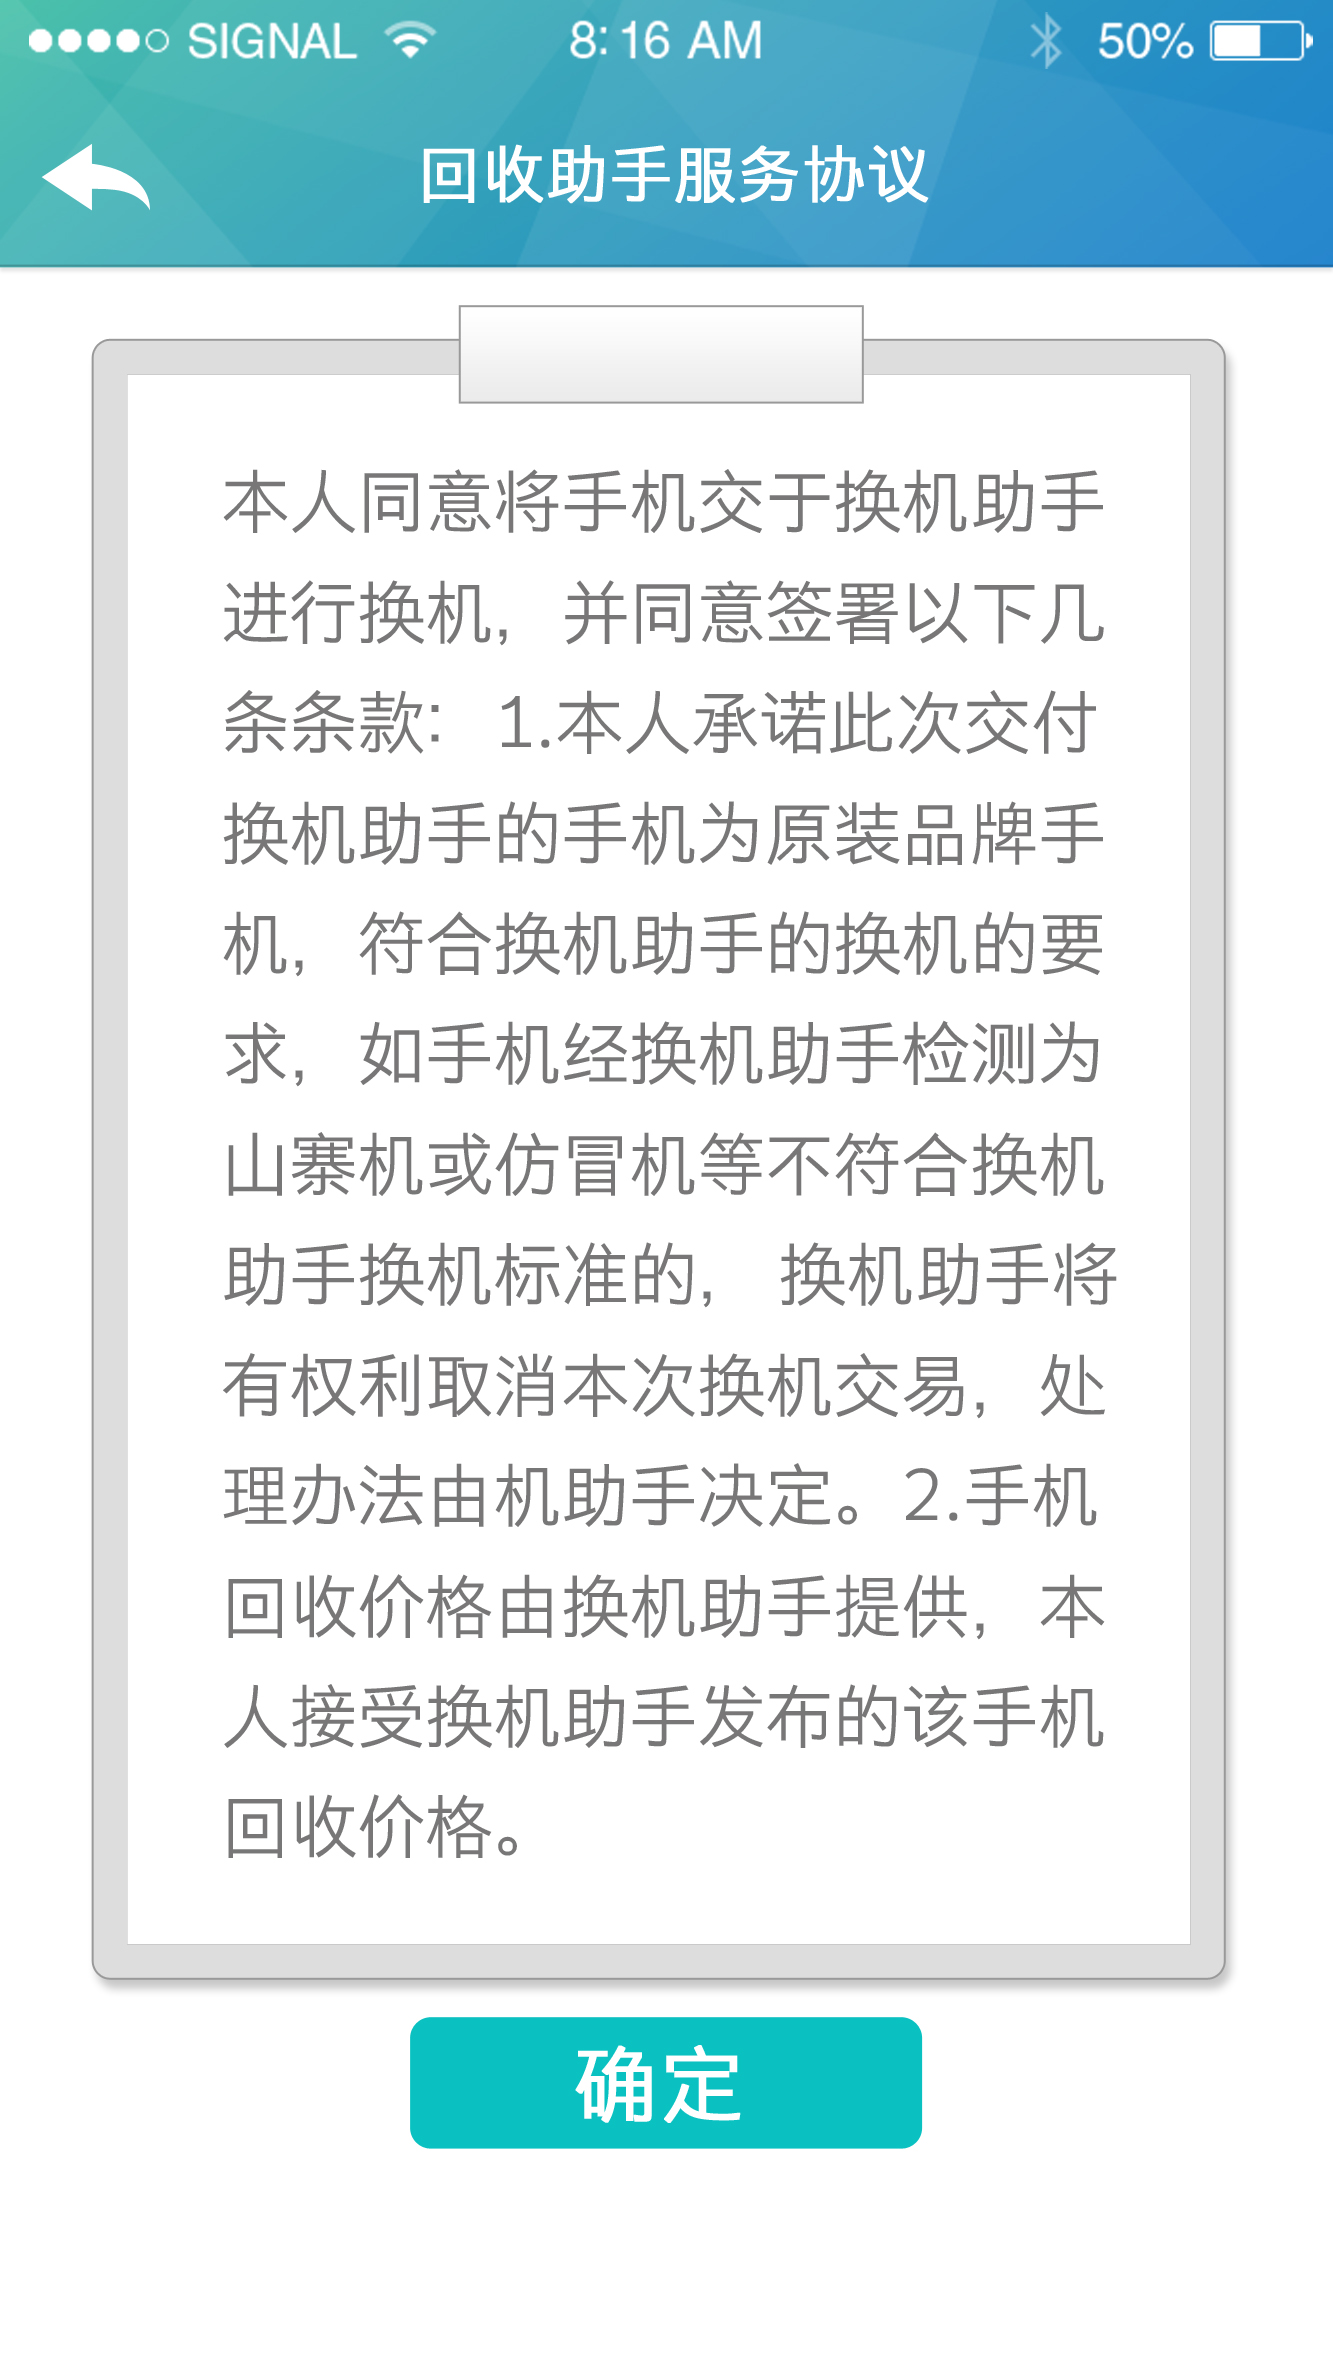 SIGNAL 8:16 AM 50%
回收助手服务协议
本人同意将手机交于换机助手
进行换机，并同意签署以下几
条条款：1.本人承诺此次交付
换机助手的手机为原装品牌手
机，符合换机助手的换机的要
求，如手机经换机助手检测为
山寨机或仿冒机等不符合换机
助手换机标准的， 换机助手将
有权利取消本次换机交易，处
理办法由机助手决定。2.手机
回收价格由换机助手提供，本
人接受换机助手发布的该手机
回收价格。
确定